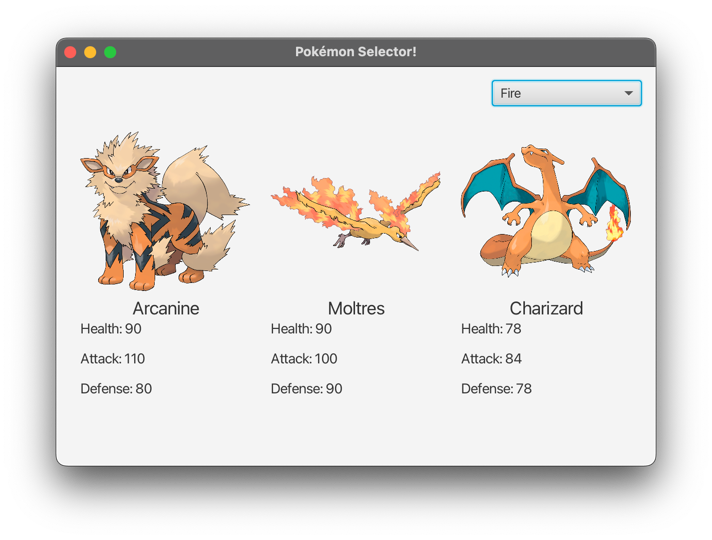 Pokémon Selector!
Fire
Arcanine
Health: 90
Attack: 110
Defense: 80
Moltres
Health: 90
Attack: 100
Defense: 90
Charizard
Health: 78
Attack: 84
Defense: 78